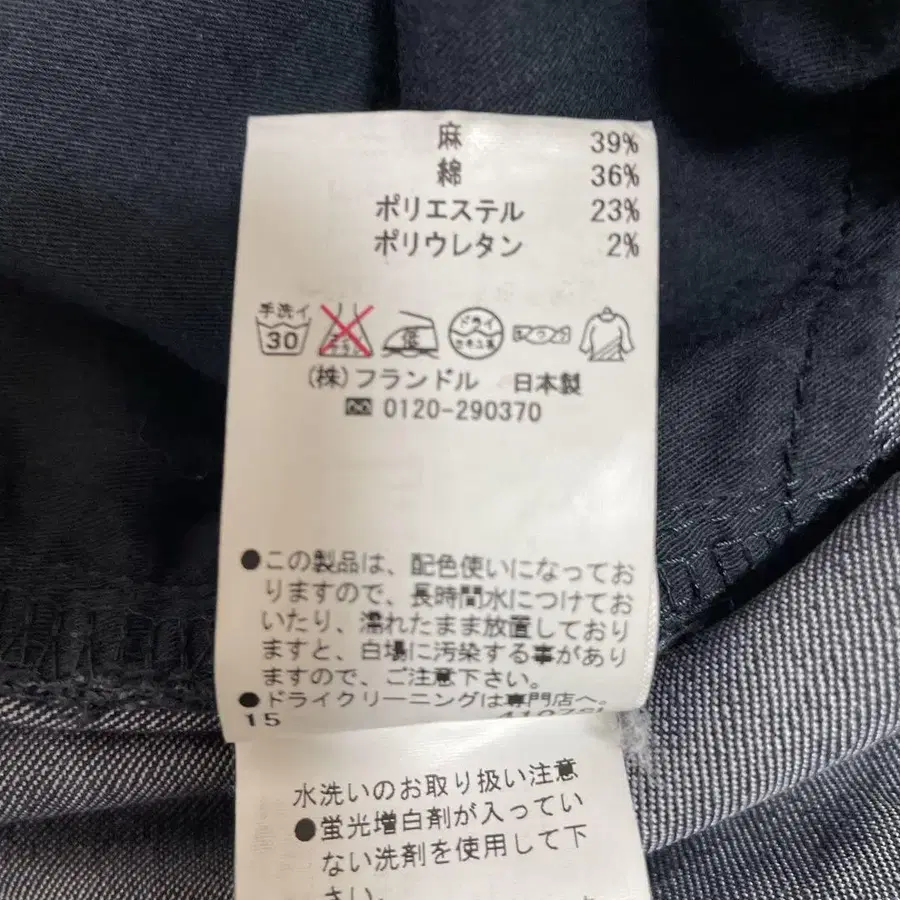 麻 39%
綿 36%
ポリエステル 23%
ポリウレタン 2%
手洗イ
30
低
ドライ
(株)フランドル 日本製
0120-290370
●この製品は、配色使いになってお
りますので、長時間水につけてお
いたり、濡れたまま放置しており
ますと、白場に汚染する事があり
ますので、ご注意下さい。
●ドライクリーニングは専門店へ。
15
水洗いのお取り扱い注意
●蛍光増白剤が入ってい
ない洗剤を使用して下
さい。